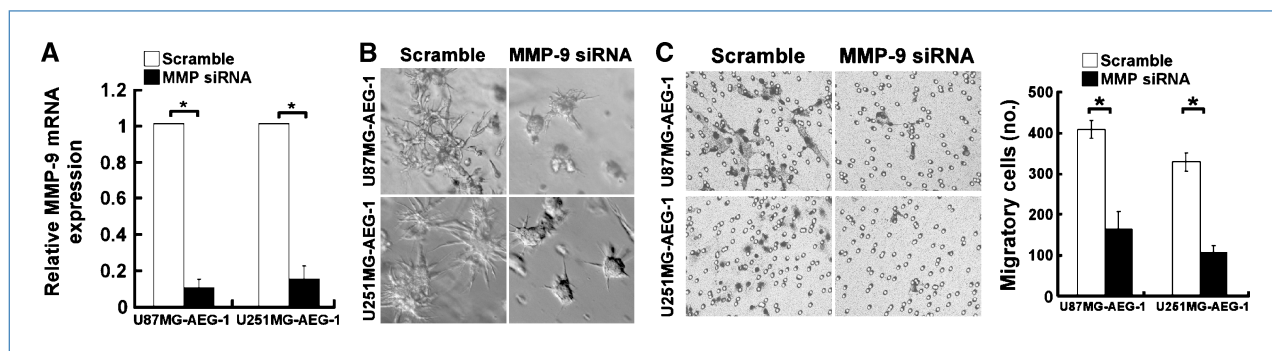 A
Scramble
MMP siRNA
Relative MMP-9 mRNA
expression
1.2
1
0.8
0.6
0.4
0.2
0
*
*
U87MG-AEG-1
U251MG-AEG-1
B
Scramble
MMP-9 siRNA
U87MG-AEG-1
U251MG-AEG-1
C
Scramble
MMP-9 siRNA
U87MG-AEG-1
U251MG-AEG-1
Scramble
MMP siRNA
Migratory cells (no.)
500
400
300
200
100
0
*
*
U87MG-AEG-1
U251MG-AEG-1